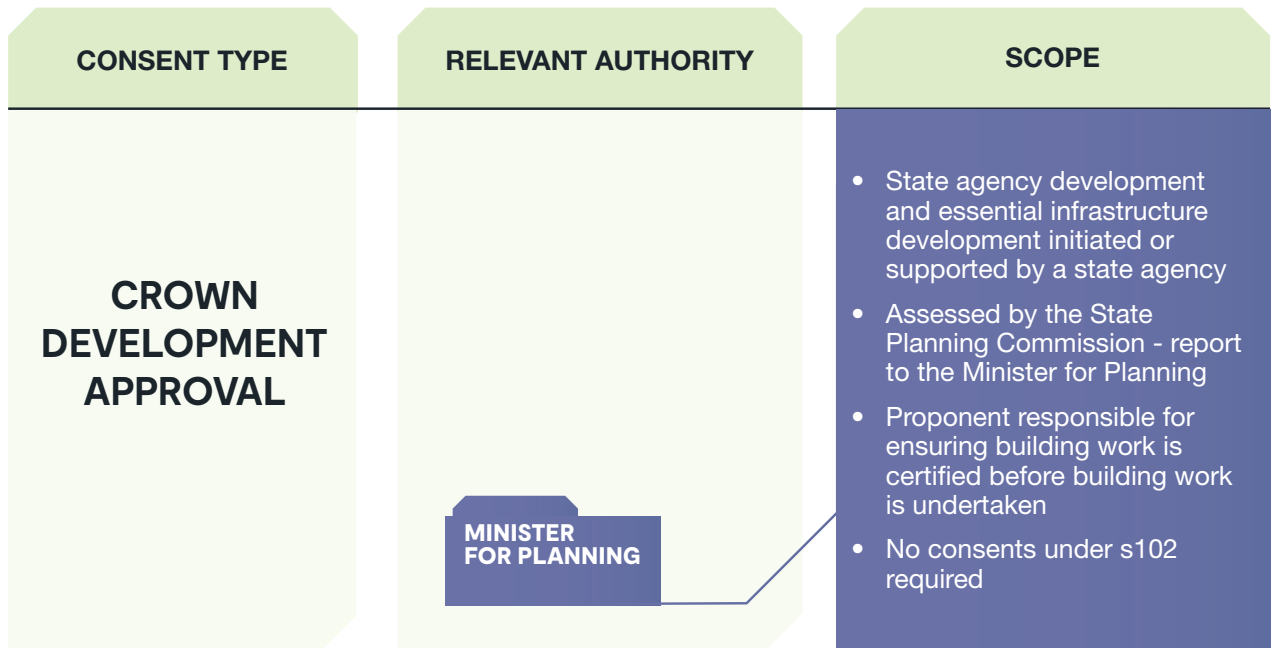 CONSENT TYPE
RELEVANT AUTHORITY
SCOPE
CROWN
DEVELOPMENT
APPROVAL
MINISTER
FOR PLANNING
• State agency development
and essential infrastructure
development initiated or
supported by a state agency
• Assessed by the State
Planning Commission - report
to the Minister for Planning
• Proponent responsible for
ensuring building work is
certified before building work
is undertaken
• No consents under s102
required